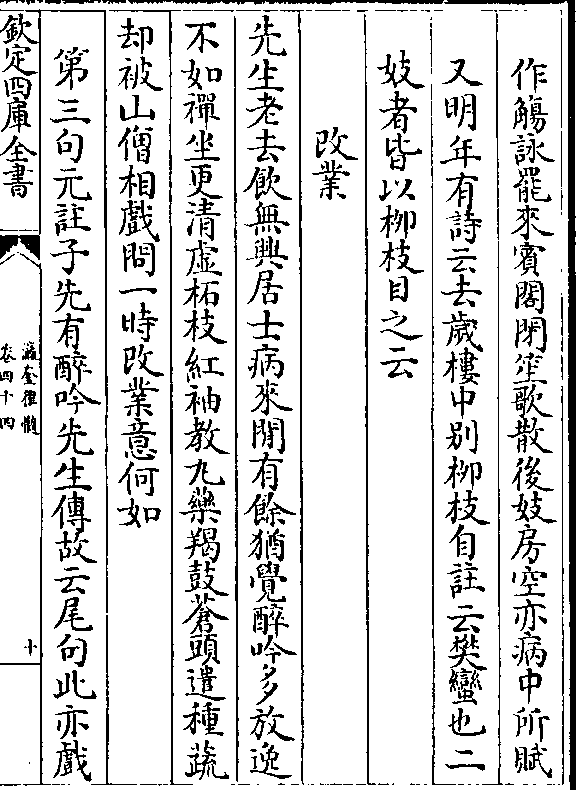 作觴詠罷來賓閣閉笙歌散後妓房空亦病中所賦
又明年有詩云去歲樓中别栁枝自註云樊蠻也二
妓者皆以栁枝目之云
改業
先生老去飲無興居士病來閒有餘猶覺醉吟多放逸
不如禪坐更清虛柘枝紅袖教丸藥羯鼓蒼頭遣種蔬
却被山僧相戲問一時改業意何如
第三句元註予先有醉吟先生傳故云尾句此亦戲
欽定四庫全書
瀛奎律髓
卷四十四
十